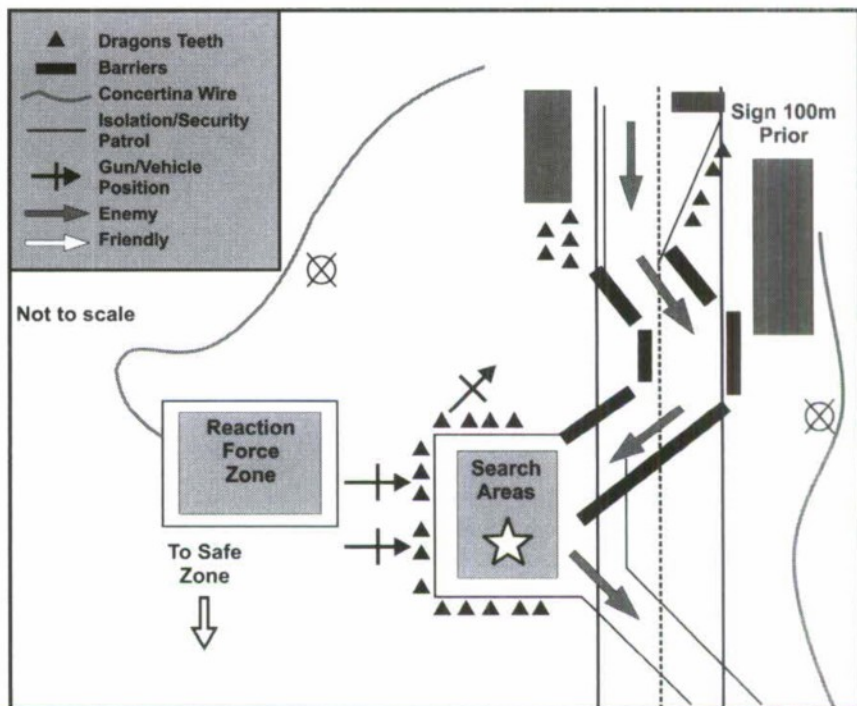 Dragons Teeth
Barriers
Concertina Wire
Isolation/Security
Patrol
Gun/Vehicle
Position
Enemy
Friendly
Sign 100m
Prior
Not to scale
Reaction
Force
Zone
Search
Areas
To Safe
Zone